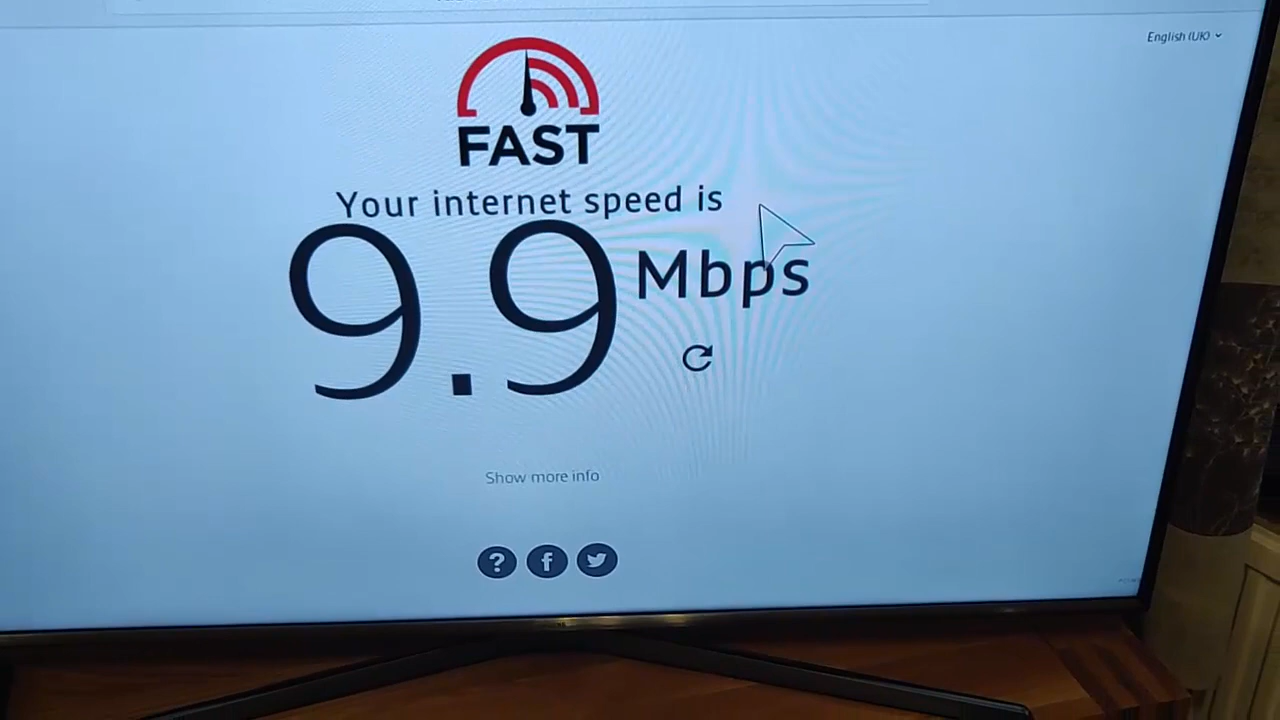 English (UK)
FAST
Your internet speed is
9.9 Mbps
Show more info
?
f